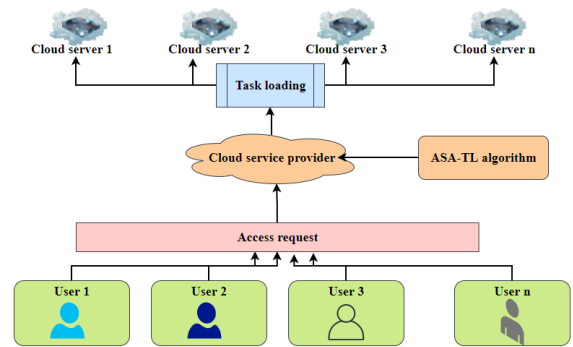 Cloud server 1
Cloud server 2
Cloud server 3
Cloud server n
Task loading
Cloud service provider
ASA-TL algorithm
Access request
User 1
User 2
User 3
User n